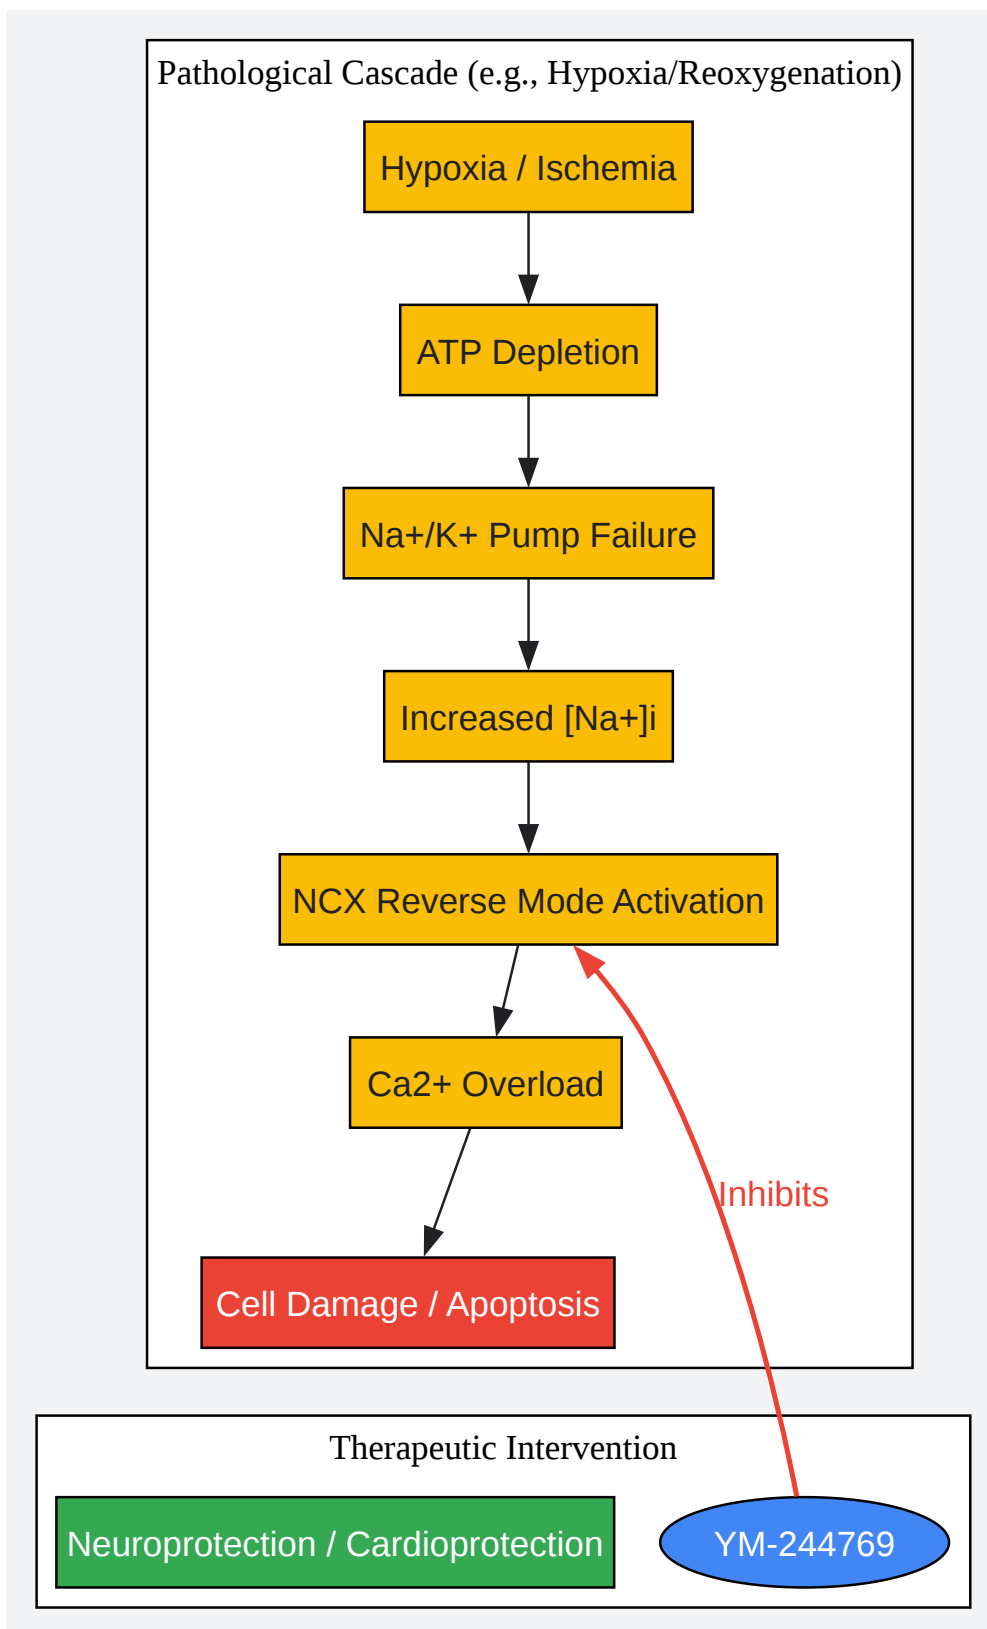 Pathological Cascade (e.g., Hypoxia/Reoxygenation)
Hypoxia / Ischemia
ATP Depletion
Na+/K+ Pump Failure
Increased [Na+]i
NCX Reverse Mode Activation
Ca2+ Overload
Inhibits
Cell Damage / Apoptosis
Therapeutic Intervention
Neuroprotection / Cardioprotection
YM-244769